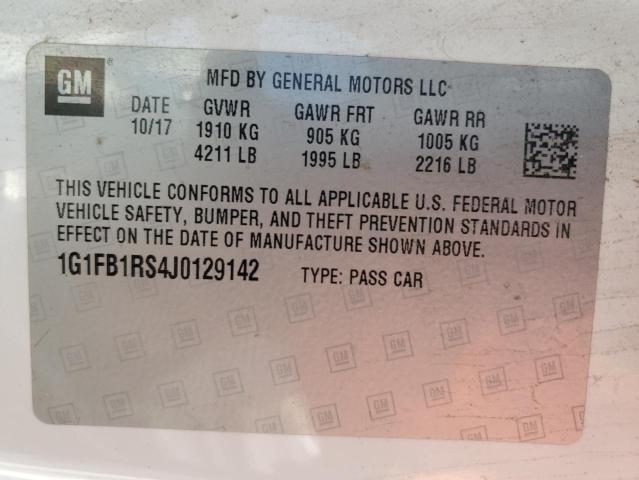 GM®
MFD BY GENERAL MOTORS LLC
DATE GVWR GAWR FRT GAWR RR
10/17 1910 KG 905 KG 1005 KG
4211 LB 1995 LB 2216 LB
THIS VEHICLE CONFORMS TO ALL APPLICABLE U.S. FEDERAL MOTOR
VEHICLE SAFETY, BUMPER, AND THEFT PREVENTION STANDARDS IN
EFFECT ON THE DATE OF MANUFACTURE SHOWN ABOVE.
1G1FB1RS4J0129142 TYPE: PASS CAR